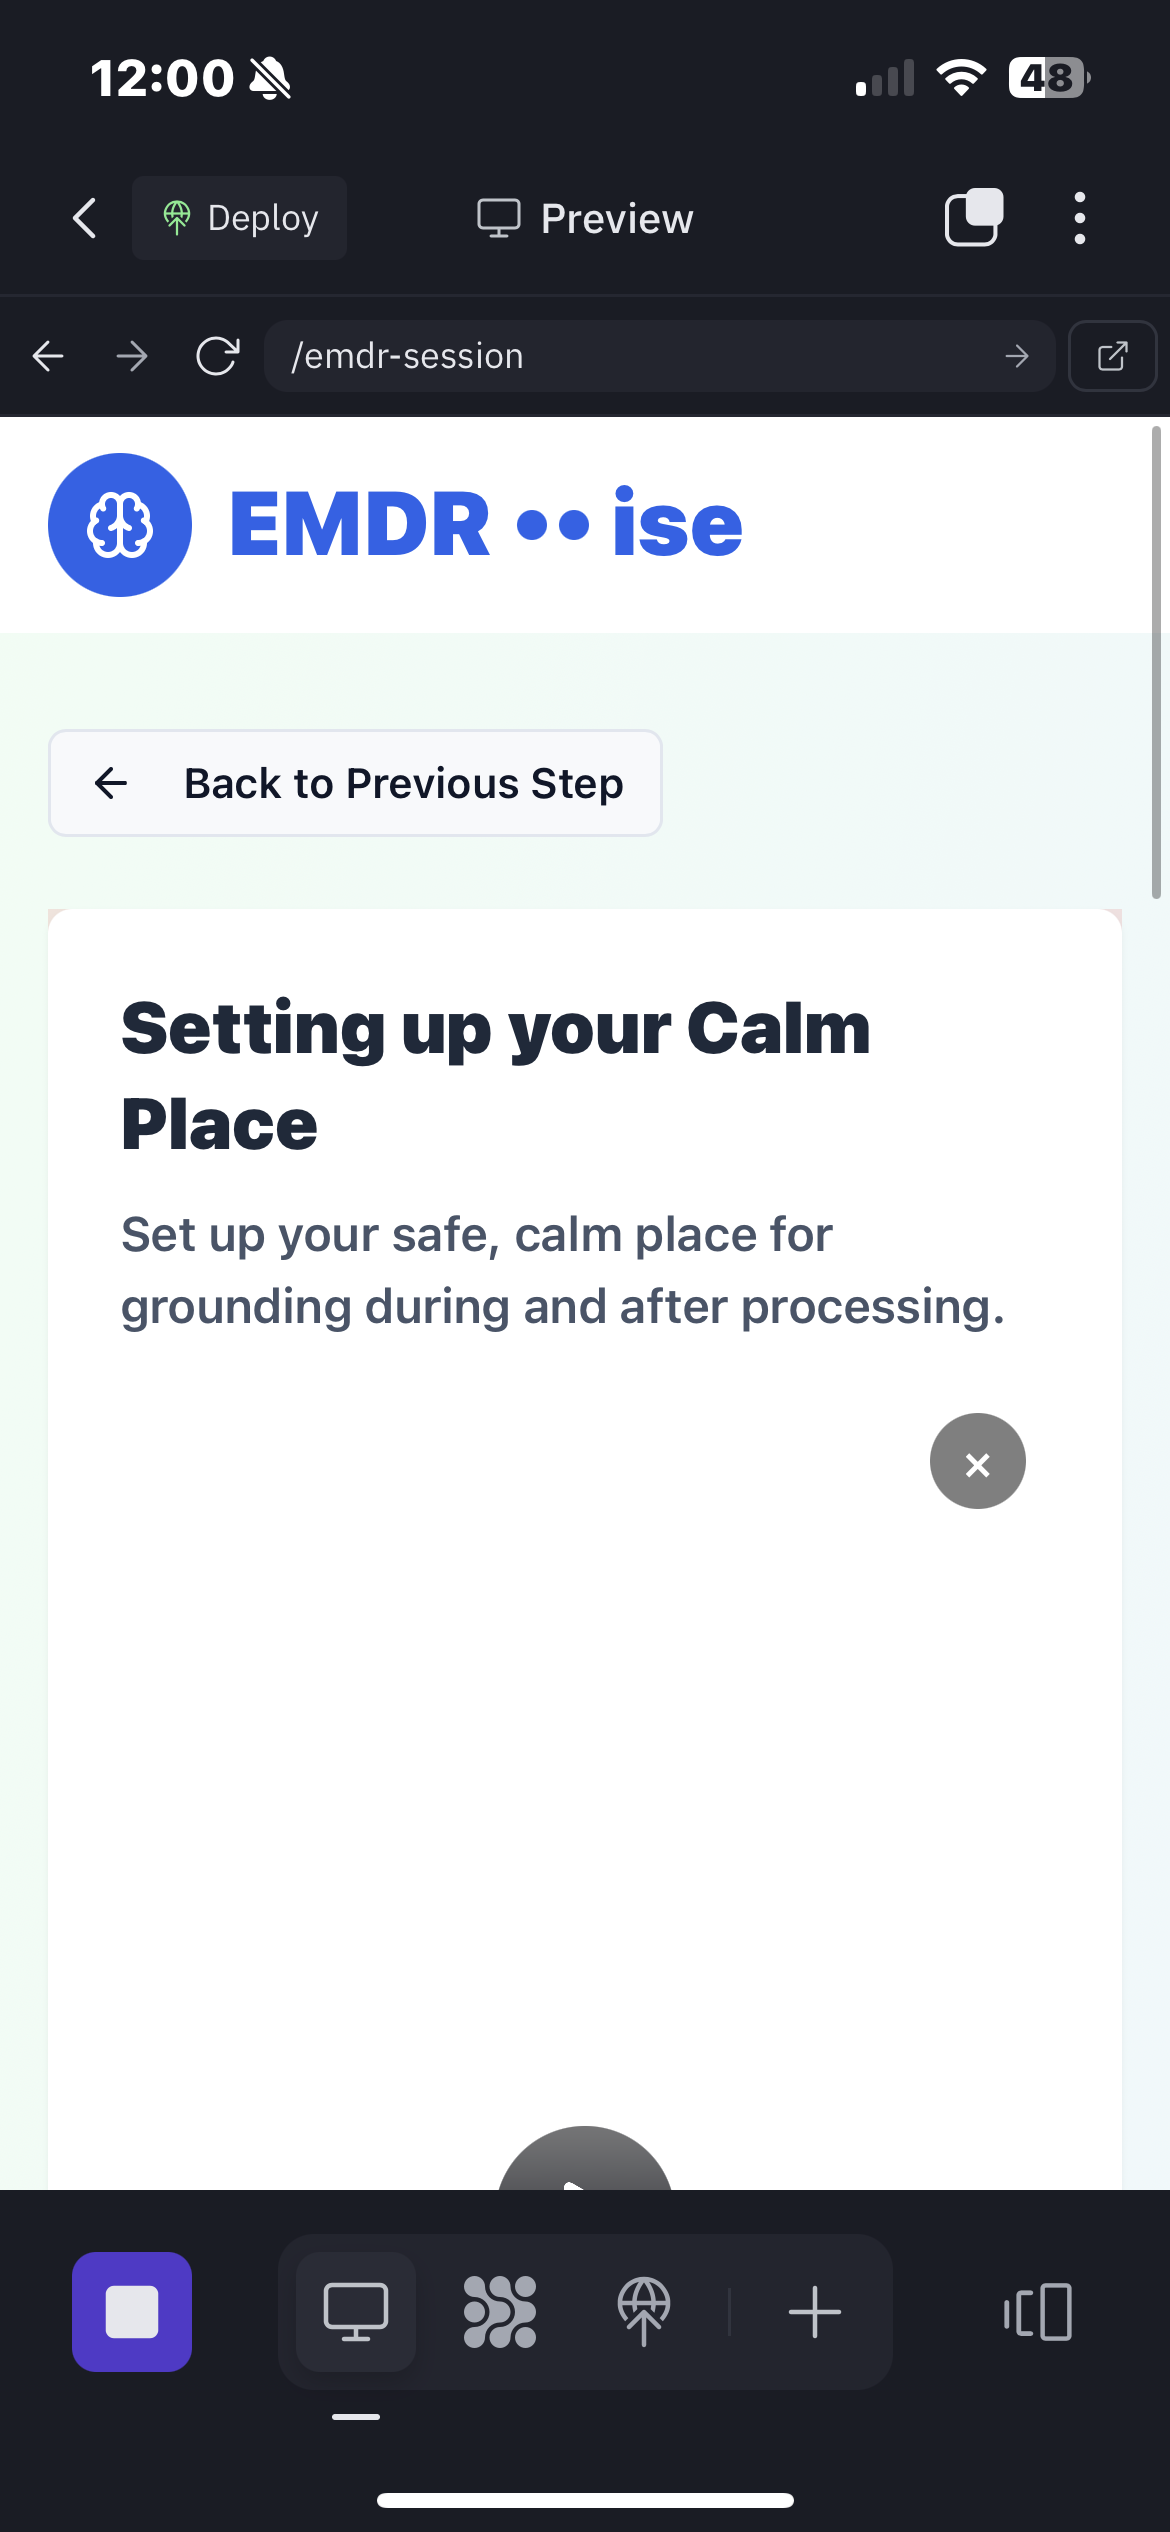 12:00
48
Deploy
Preview
/emdr-session
EMDR •• ise
Back to Previous Step
Setting up your Calm
Place
Set up your safe, calm place for
grounding during and after processing.